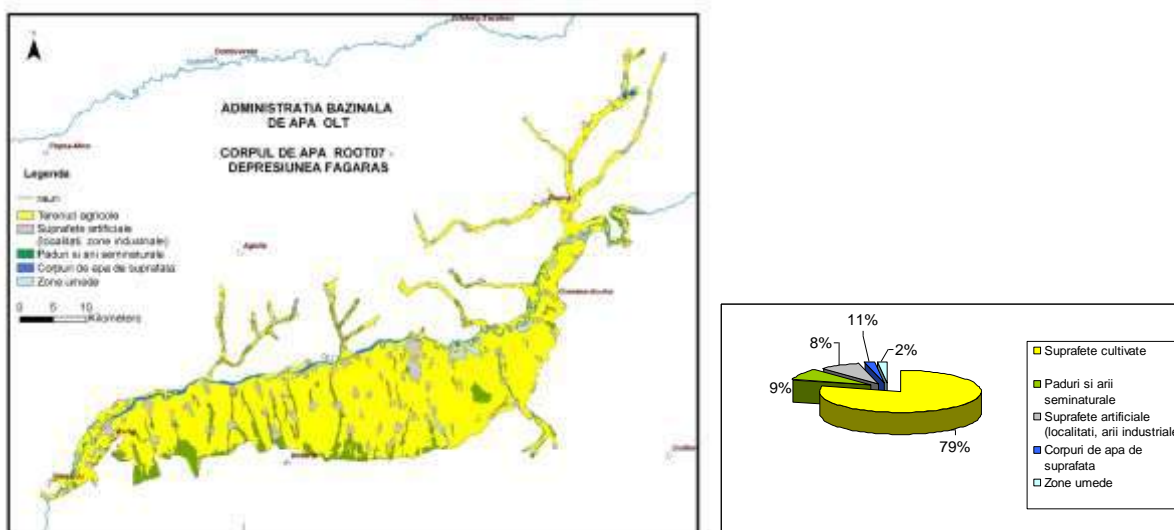 ADMINISTRATIA BAZINALA
DE APA OLT
CORPUL DE APA ROOT07 -
DEPRESIUNEA FAGARAS
Legenda
rauri
Terenuri agricole
Suprafete artificiale
(localitati, zone industriale)
Paduri si arii seminaturale
Corpuri de apa de suprafata
Zone umede
0 5 10
Kilometers
Agnita
11%
8%
2%
9%
79%
Suprafete cultivate
Paduri si arii
seminaturale
Suprafete artificiale
(localitati, arii industriale
Corpuri de apa de
suprafata
Zone umede